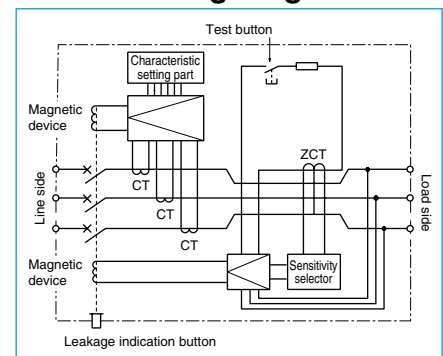 Test button
Characteristic
setting part
Magnetic
device
ZCT
CT
CT
CT
Line side
Load side
Magnetic
device
Sensitivity
selector
Leakage indication button